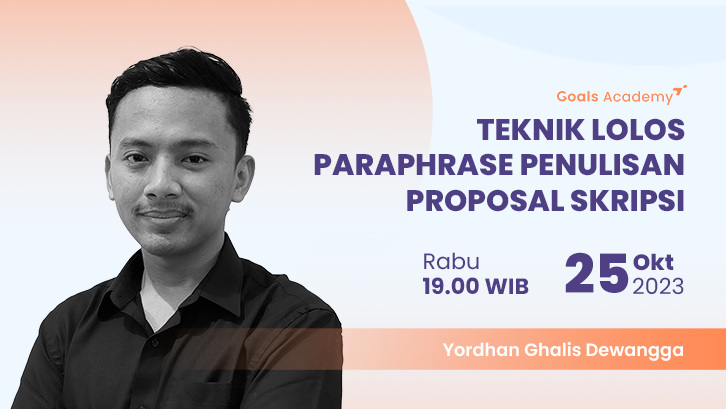 Goals Academy
TEKNIK LOLOS
PARAPHRASE PENULISAN
PROPOSAL SKRIPSI
Rabu
19.00 WIB
25 Okt
2023
Yordhan Ghalis Dewangga